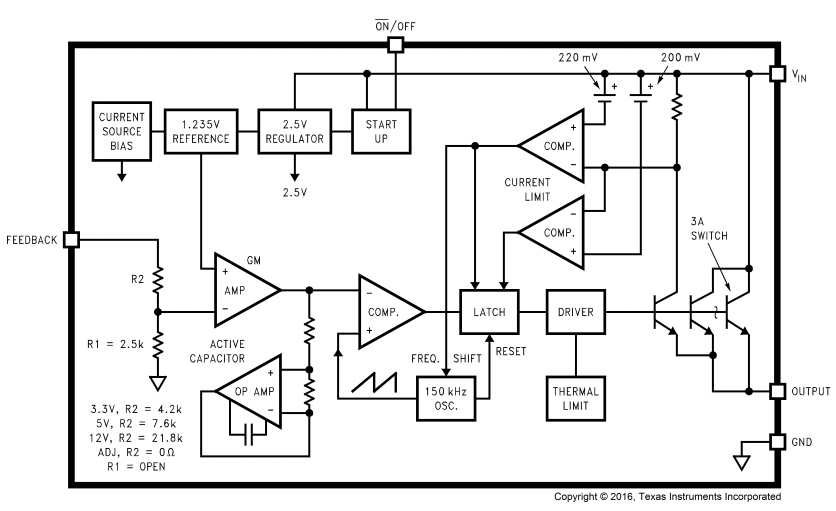 ON/OFF
220 mV
200 mV
+
+
VIN
CURRENT
SOURCE
BIAS
1.235V
REFERENCE
2.5V
REGULATOR
START
UP
2.5V
+
COMP.
−
CURRENT
LIMIT
−
COMP.
+
3A
SWITCH
FEEDBACK
R2
R1 = 2.5k
GM
+
AMP
−
ACTIVE
CAPACITOR
+
OP AMP
−
−
COMP.
+
LATCH
DRIVER
FREQ. SHIFT
RESET
150 kHz
OSC.
THERMAL
LIMIT
OUTPUT
GND
3.3V, R2 = 4.2k
5V, R2 = 7.6k
12V, R2 = 21.8k
ADJ, R2 = 0Ω
R1 = OPEN
Copyright © 2016, Texas Instruments Incorporated